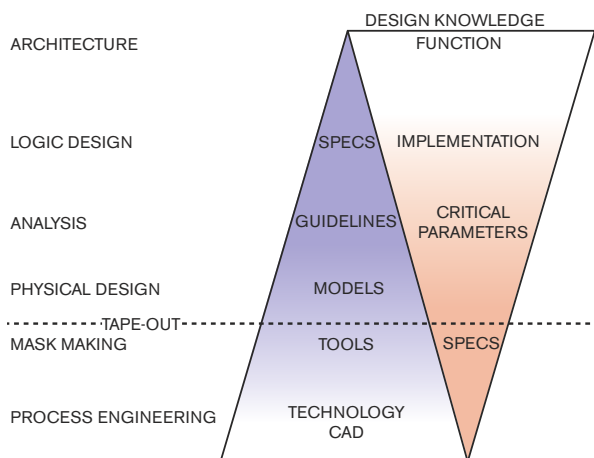 DESIGN KNOWLEDGE
ARCHITECTURE
FUNCTION
LOGIC DESIGN
SPECS
IMPLEMENTATION
ANALYSIS
GUIDELINES
CRITICAL
PARAMETERS
PHYSICAL DESIGN
MODELS
TAPE-OUT
MASK MAKING
TOOLS
SPECS
PROCESS ENGINEERING
TECHNOLOGY
CAD